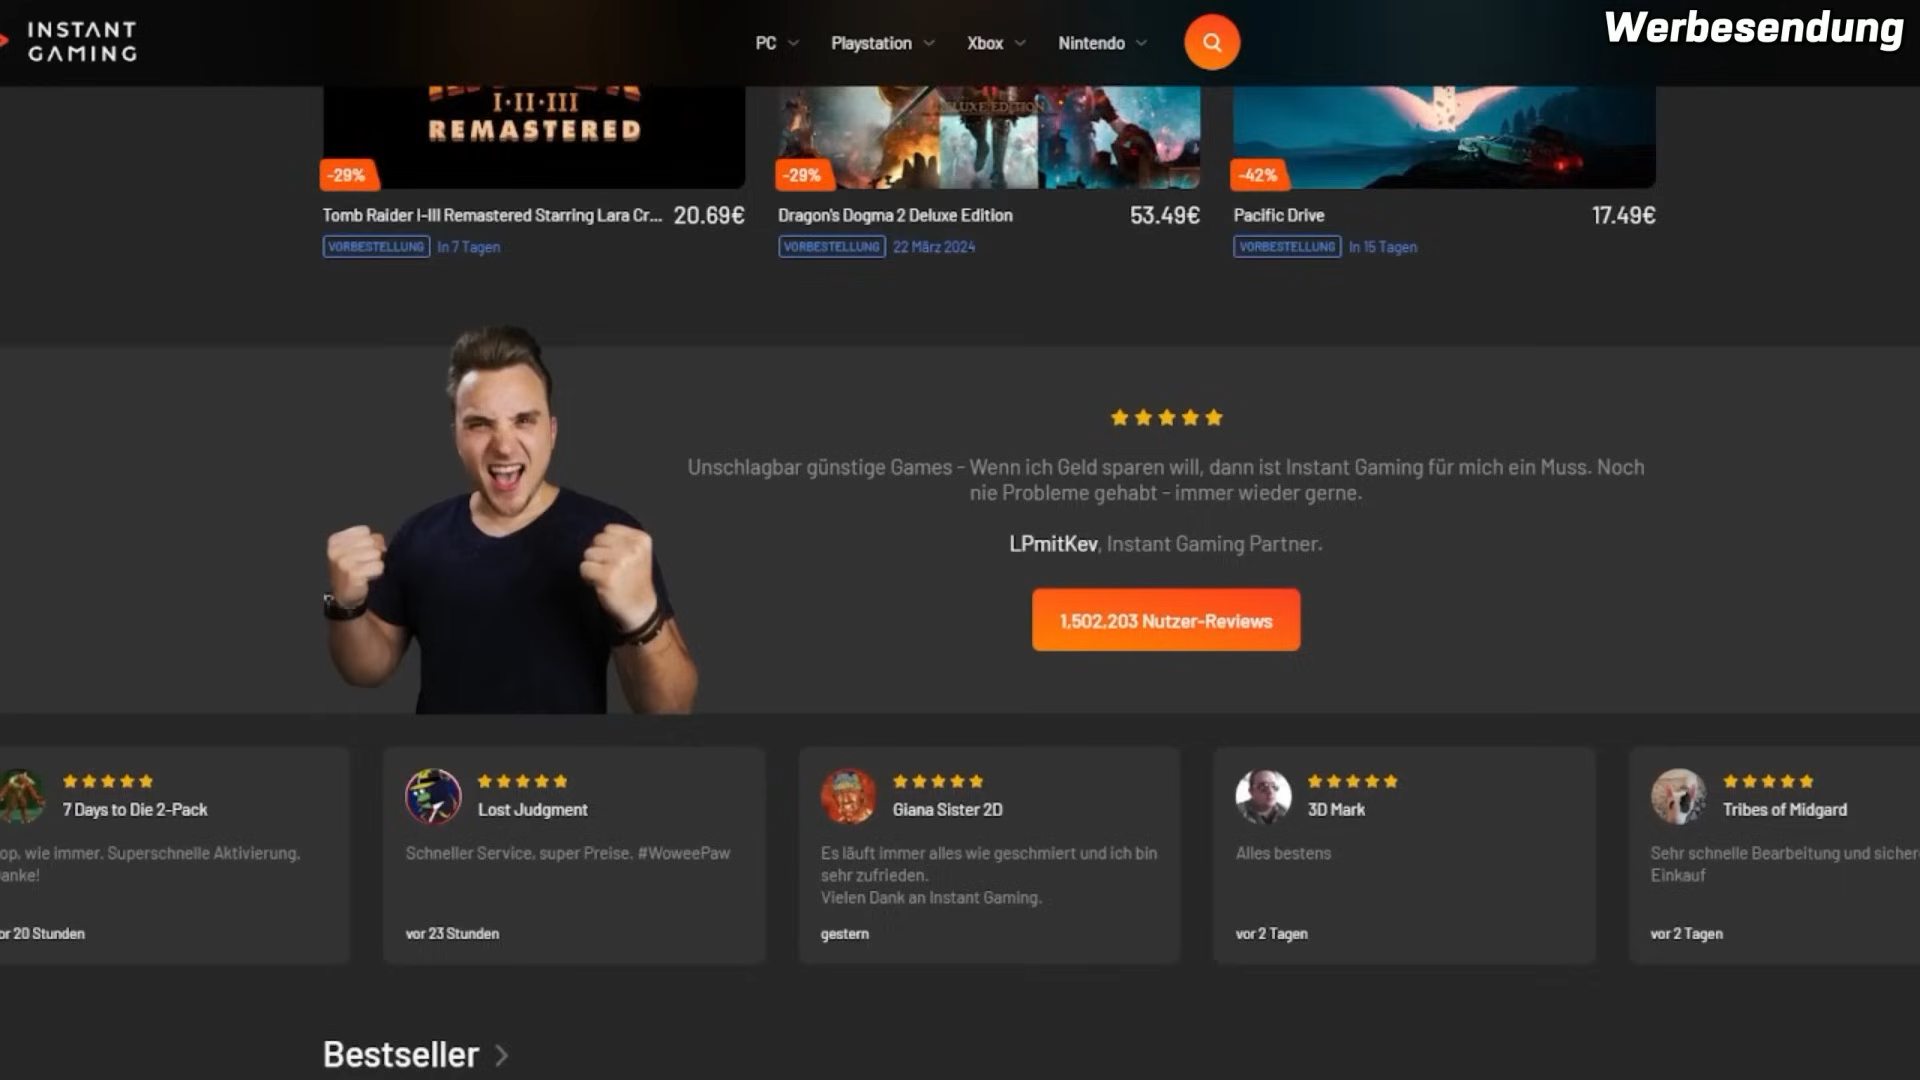 INSTANT
GAMING
PC
Playstation
Xbox
Nintendo
Werbesendung
I·II·III
REMASTERED
DELUXE EDITION
-29%
-29%
-42%
Tomb Raider I-III Remastered Starring Lara Cr... 20.69€
Dragon's Dogma 2 Deluxe Edition 53.49€
Pacific Drive 17.49€
VORBESTELLUNG In 7 Tagen
VORBESTELLUNG 22 März 2024
VORBESTELLUNG In 15 Tagen
Unschlagbar günstige Games - Wenn ich Geld sparen will, dann ist Instant Gaming für mich ein Muss. Noch
nie Probleme gehabt - immer wieder gerne.
LPmitKev, Instant Gaming Partner.
1,502,203 Nutzer-Reviews
7 Days to Die 2-Pack
op, wie immer. Superschnelle Aktivierung.
anke!
or 20 Stunden
Lost Judgment
Schneller Service, super Preise. #WoweePaw
vor 23 Stunden
Giana Sister 2D
Es läuft immer alles wie geschmiert und ich bin
sehr zufrieden.
Vielen Dank an Instant Gaming.
gestern
3D Mark
Alles bestens
vor 2 Tagen
Tribes of Midgard
Sehr schnelle Bearbeitung und sichere
Einkauf
vor 2 Tagen
Bestseller